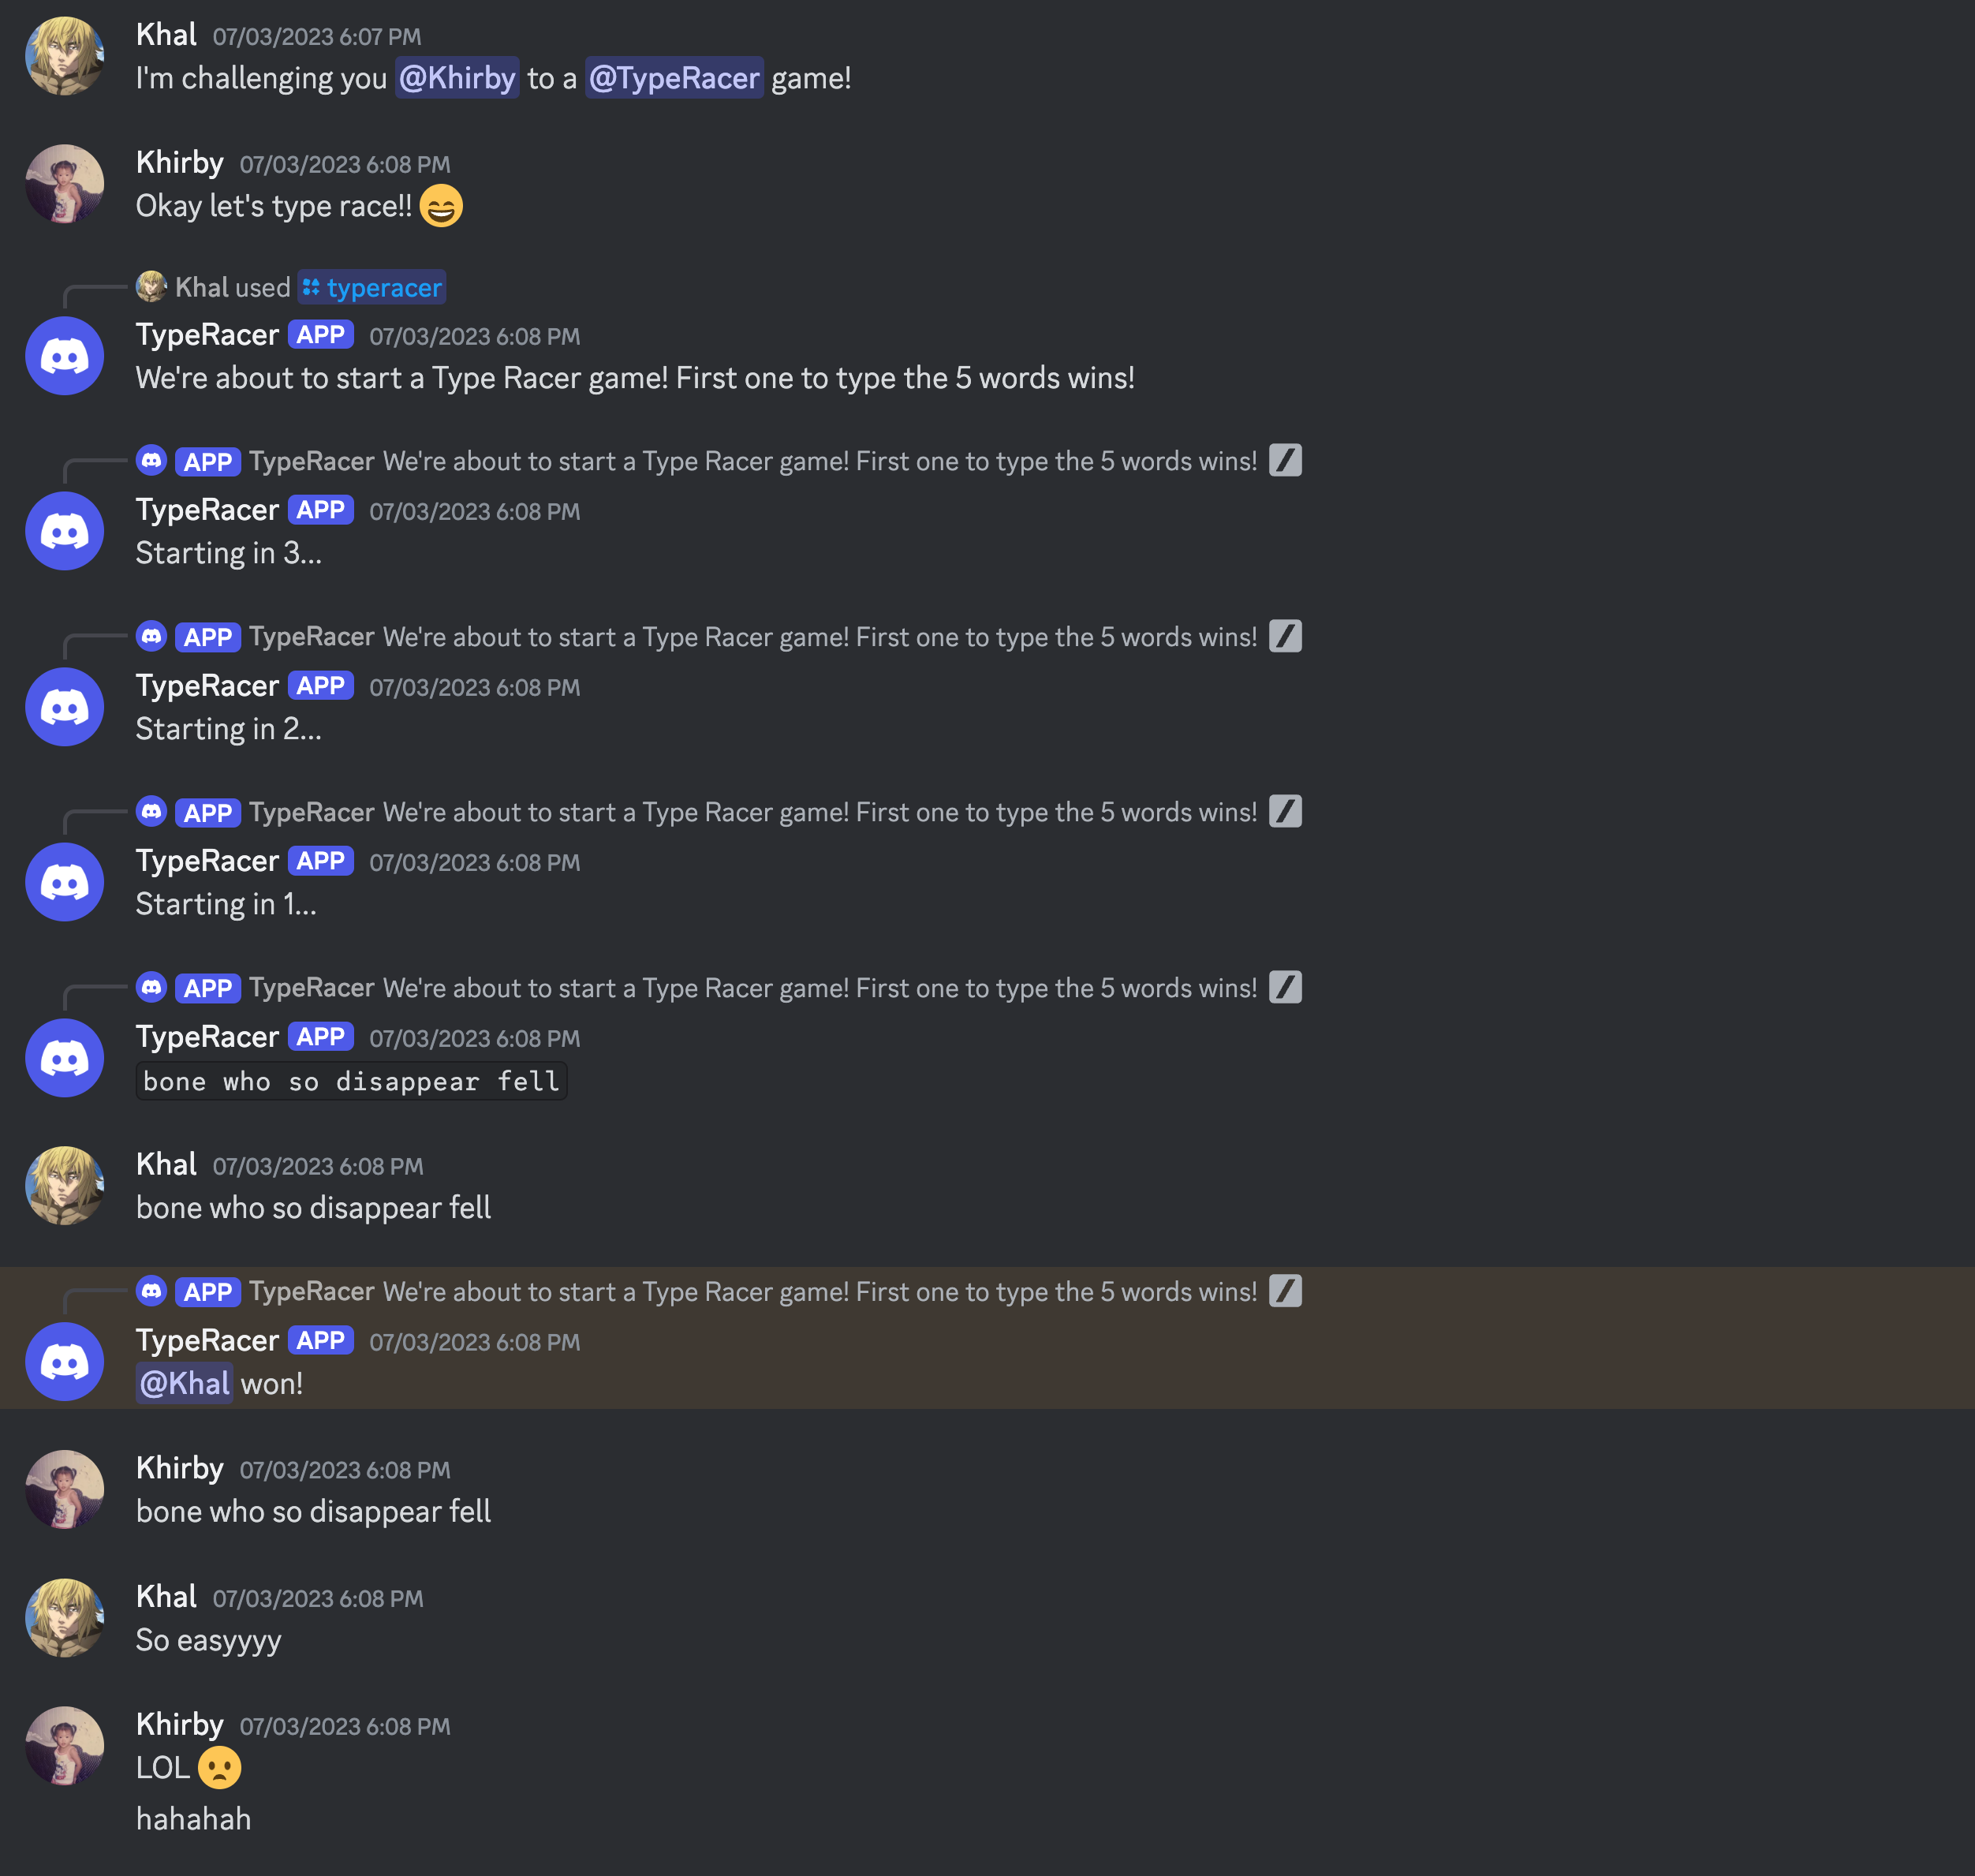 Khal 07/03/2023 6:07 PM
I'm challenging you @Khirby to a @TypeRacer game!
Khirby 07/03/2023 6:08 PM
Okay let's type race!! 😄
Khal used typeracer
TypeRacer APP 07/03/2023 6:08 PM
We're about to start a Type Racer game! First one to type the 5 words wins!
APP TypeRacer We're about to start a Type Racer game! First one to type the 5 words wins!
TypeRacer APP 07/03/2023 6:08 PM
Starting in 3...
APP TypeRacer We're about to start a Type Racer game! First one to type the 5 words wins!
TypeRacer APP 07/03/2023 6:08 PM
Starting in 2...
APP TypeRacer We're about to start a Type Racer game! First one to type the 5 words wins!
TypeRacer APP 07/03/2023 6:08 PM
Starting in 1...
APP TypeRacer We're about to start a Type Racer game! First one to type the 5 words wins!
TypeRacer APP 07/03/2023 6:08 PM
bone who so disappear fell
Khal 07/03/2023 6:08 PM
bone who so disappear fell
APP TypeRacer We're about to start a Type Racer game! First one to type the 5 words wins!
TypeRacer APP 07/03/2023 6:08 PM
@Khal won!
Khirby 07/03/2023 6:08 PM
bone who so disappear fell
Khal 07/03/2023 6:08 PM
So easyyyy
Khirby 07/03/2023 6:08 PM
LOL 😦
hahahah